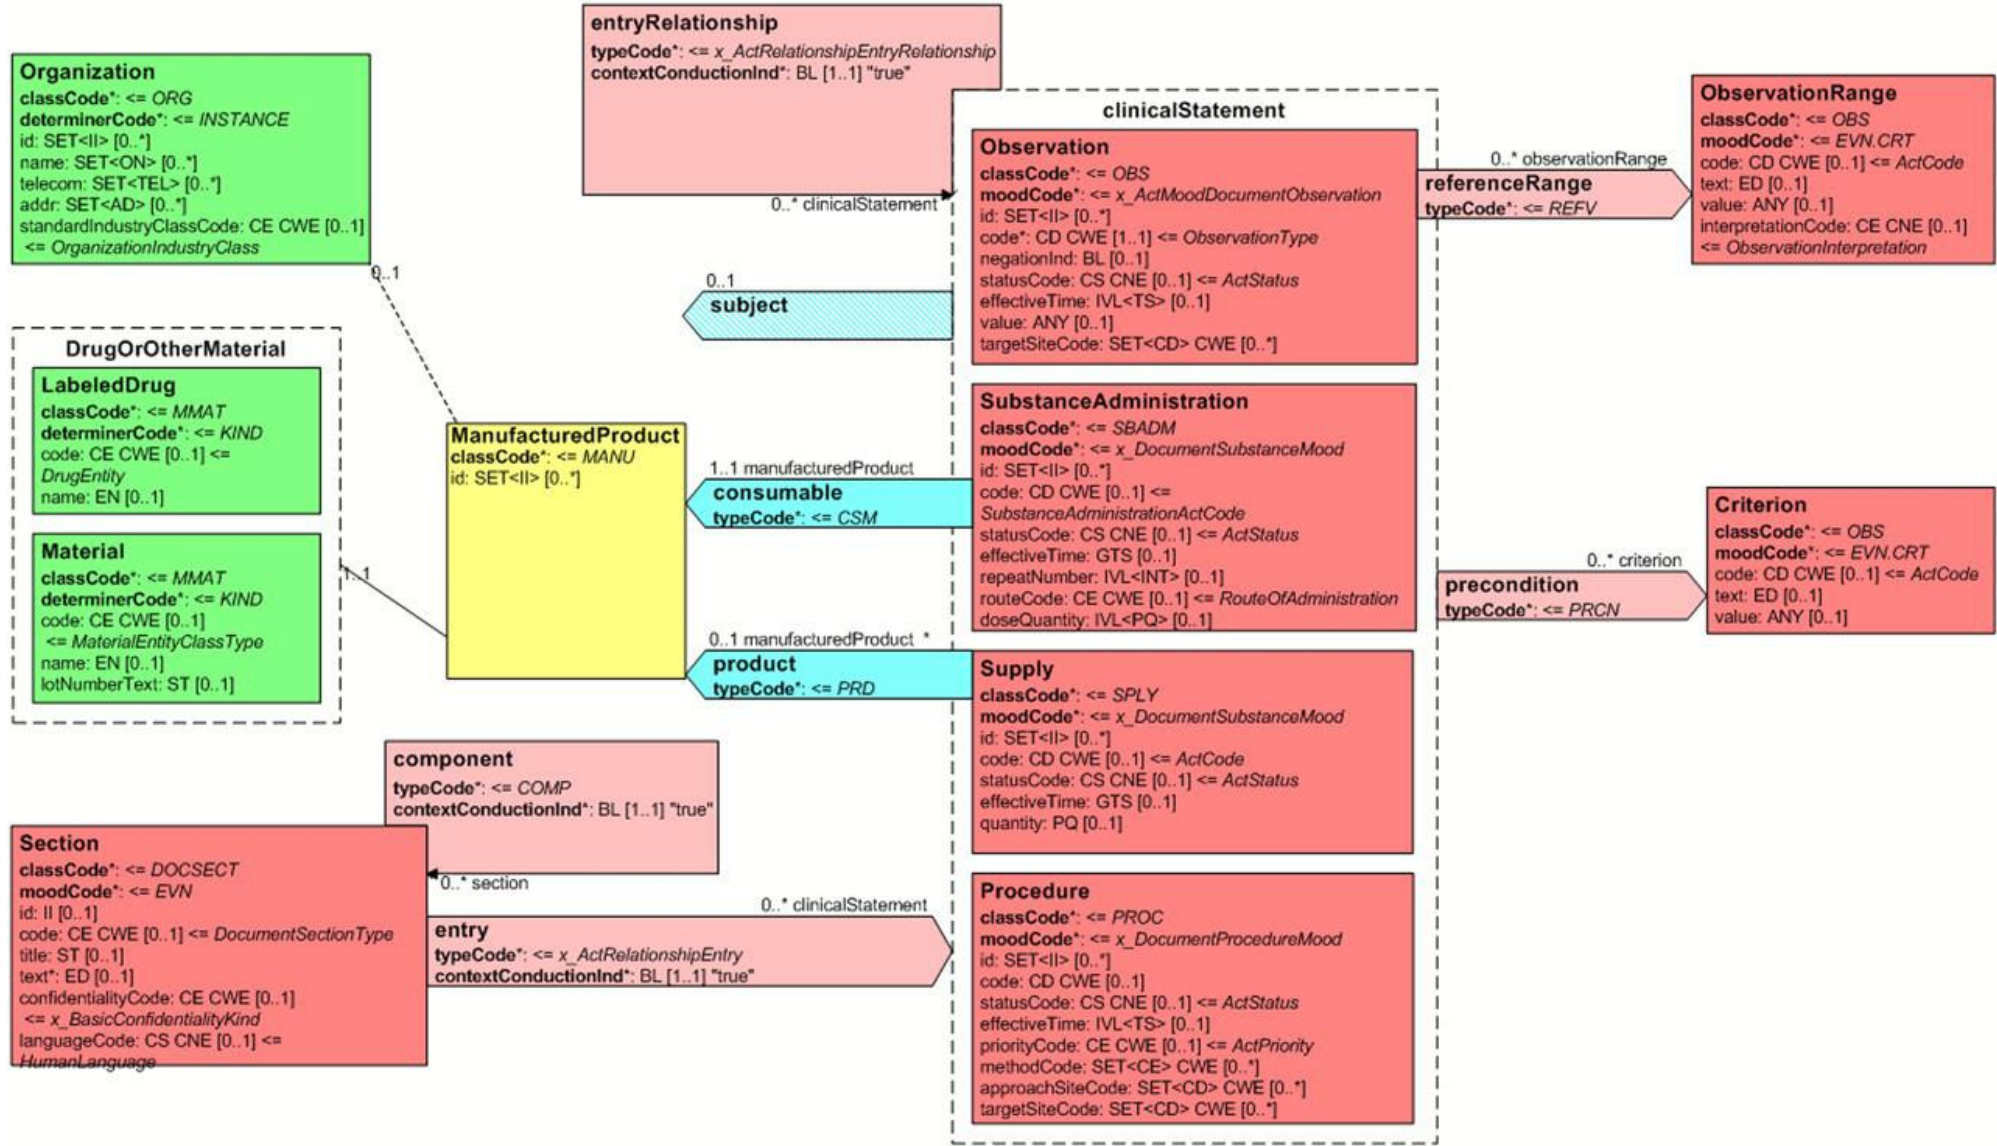 entryRelationship
typeCode*: <= x_ActRelationshipEntryRelationship
contextConductionInd*: BL [1..1] "true"
0..* clinicalStatement
Organization
classCode*: <= ORG
determinerCode*: <= INSTANCE
id: SET<II> [0..*]
name: SET<ON> [0..*]
telecom: SET<TEL> [0..*]
addr: SET<AD> [0..*]
standardIndustryClassCode: CE CWE [0..1]
<= OrganizationIndustryClass
0..1
DrugOrOtherMaterial
LabeledDrug
classCode*: <= MMAT
determinerCode*: <= KIND
code: CE CWE [0..1] <=
DrugEntity
name: EN [0..1]
Material
classCode*: <= MMAT
determinerCode*: <= KIND
code: CE CWE [0..1]
<= MaterialEntityClassType
name: EN [0..1]
lotNumberText: ST [0..1]
1..1
ManufacturedProduct
classCode*: <= MANU
id: SET<II> [0..*]
0..1
subject
1..1 manufacturedProduct
consumable
typeCode*: <= CSM
0..1 manufacturedProduct *
product
typeCode*: <= PRD
component
typeCode*: <= COMP
contextConductionInd*: BL [1..1] "true"
0..* section
Section
classCode*: <= DOCSECT
moodCode*: <= EVN
id: II [0..1]
code: CE CWE [0..1] <= DocumentSectionType
title: ST [0..1]
text*: ED [0..1]
confidentialityCode: CE CWE [0..1]
<= x_BasicConfidentialityKind
languageCode: CS CNE [0..1] <=
HumanLanguage
0..* clinicalStatement
entry
typeCode*: <= x_ActRelationshipEntry
contextConductionInd*: BL [1..1] "true"
clinicalStatement
Observation
classCode*: <= OBS
moodCode*: <= x_ActMoodDocumentObservation
id: SET<II> [0..*]
code*: CD CWE [1..1] <= ObservationType
negationInd: BL [0..1]
statusCode: CS CNE [0..1] <= ActStatus
effectiveTime: IVL<TS> [0..1]
value: ANY [0..1]
targetSiteCode: SET<CD> CWE [0..*]
SubstanceAdministration
classCode*: <= SBADM
moodCode*: <= x_DocumentSubstanceMood
id: SET<II> [0..*]
code: CD CWE [0..1] <=
SubstanceAdministrationActCode
statusCode: CS CNE [0..1] <= ActStatus
effectiveTime: GTS [0..1]
repeatNumber: IVL<INT> [0..1]
routeCode: CE CWE [0..1] <= RouteOfAdministration
doseQuantity: IVL<PQ> [0..1]
Supply
classCode*: <= SPLY
moodCode*: <= x_DocumentSubstanceMood
id: SET<II> [0..*]
code: CD CWE [0..1] <= ActCode
statusCode: CS CNE [0..1] <= ActStatus
effectiveTime: GTS [0..1]
quantity: PQ [0..1]
Procedure
classCode*: <= PROC
moodCode*: <= x_DocumentProcedureMood
id: SET<II> [0..*]
code: CD CWE [0..1]
statusCode: CS CNE [0..1] <= ActStatus
effectiveTime: IVL<TS> [0..1]
priorityCode: CE CWE [0..1] <= ActPriority
methodCode: SET<CE> CWE [0..*]
approachSiteCode: SET<CD> CWE [0..*]
targetSiteCode: SET<CD> CWE [0..*]
0..* observationRange
referenceRange
typeCode*: <= REFV
ObservationRange
classCode*: <= OBS
moodCode*: <= EVN.CRT
code: CD CWE [0..1] <= ActCode
text: ED [0..1]
value: ANY [0..1]
interpretationCode: CE CNE [0..1]
<= ObservationInterpretation
0..* criterion
precondition
typeCode*: <= PRCN
Criterion
classCode*: <= OBS
moodCode*: <= EVN.CRT
code: CD CWE [0..1] <= ActCode
text: ED [0..1]
value: ANY [0..1]